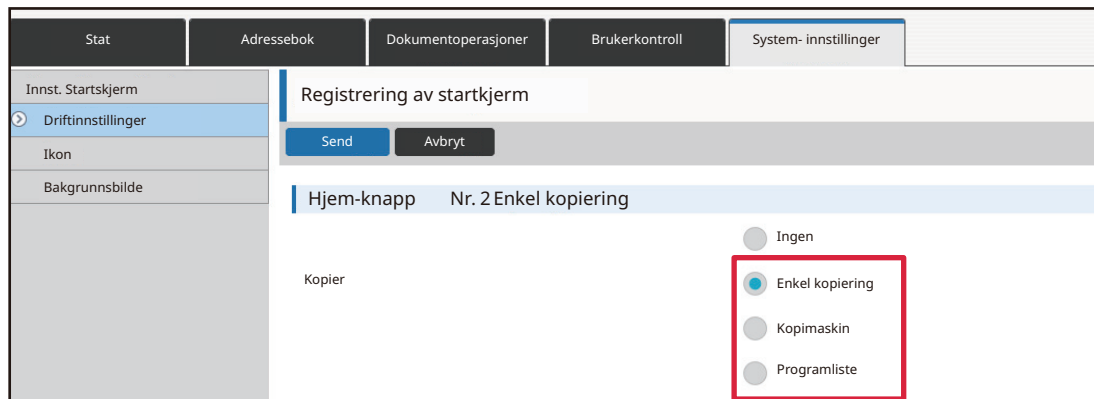 Stat
Adressebok
Dokumentoperasjoner
Brukerkontroll
System- innstillinger
Innst. Startskjerm
Driftinnstillinger
Ikon
Bakgrunnsbilde
Registrering av startkjerm
Send
Avbryt
Hjem-knapp Nr. 2 Enkel kopiering
Kopier
Ingen
Enkel kopiering
Kopimaskin
Programliste